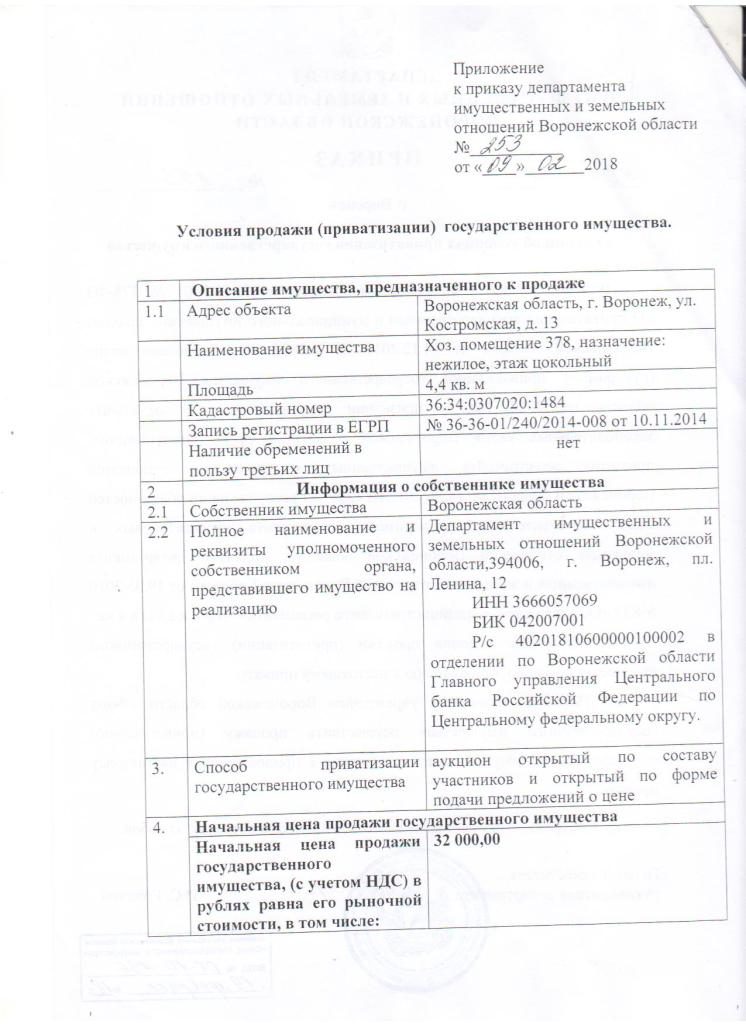 Приложение
к приказу департамента
имущественных и земельных
отношений Воронежской области
№ 253
от « 09 » 02 2018
Условия продажи (приватизации) государственного имущества.
1 Описание имущества, предназначенного к продаже
1.1 Адрес объекта Воронежская область, г. Воронеж, ул.
Костромская, д. 13
Наименование имущества Хоз. помещение 378, назначение:
нежилое, этаж цокольный
Площадь 4,4 кв. м
Кадастровый номер 36:34:0307020:1484
Запись регистрации в ЕГРП № 36-36-01/240/2014-008 от 10.11.2014
Наличие обременений в нет
пользу третьих лиц
2 Информация о собственнике имущества
2.1 Собственник имущества Воронежская область
2.2 Полное наименование и Департамент имущественных и
реквизиты уполномоченного земельных отношений Воронежской
собственником органа, области,394006, г. Воронеж, пл.
представившего имущество на Ленина, 12
реализацию ИНН 3666057069
БИК 042007001
Р/с 40201810600000100002 в
отделении по Воронежской области
Главного управления Центрального
банка Российской Федерации по
Центральному федеральному округу.
3. Способ приватизации аукцион открытый по составу
государственного имущества участников и открытый по форме
подачи предложений о цене
4. Начальная цена продажи государственного имущества
Начальная цена продажи 32 000,00
государственного
имущества, (с учетом НДС) в
рублях равна его рыночной
стоимости, в том числе: